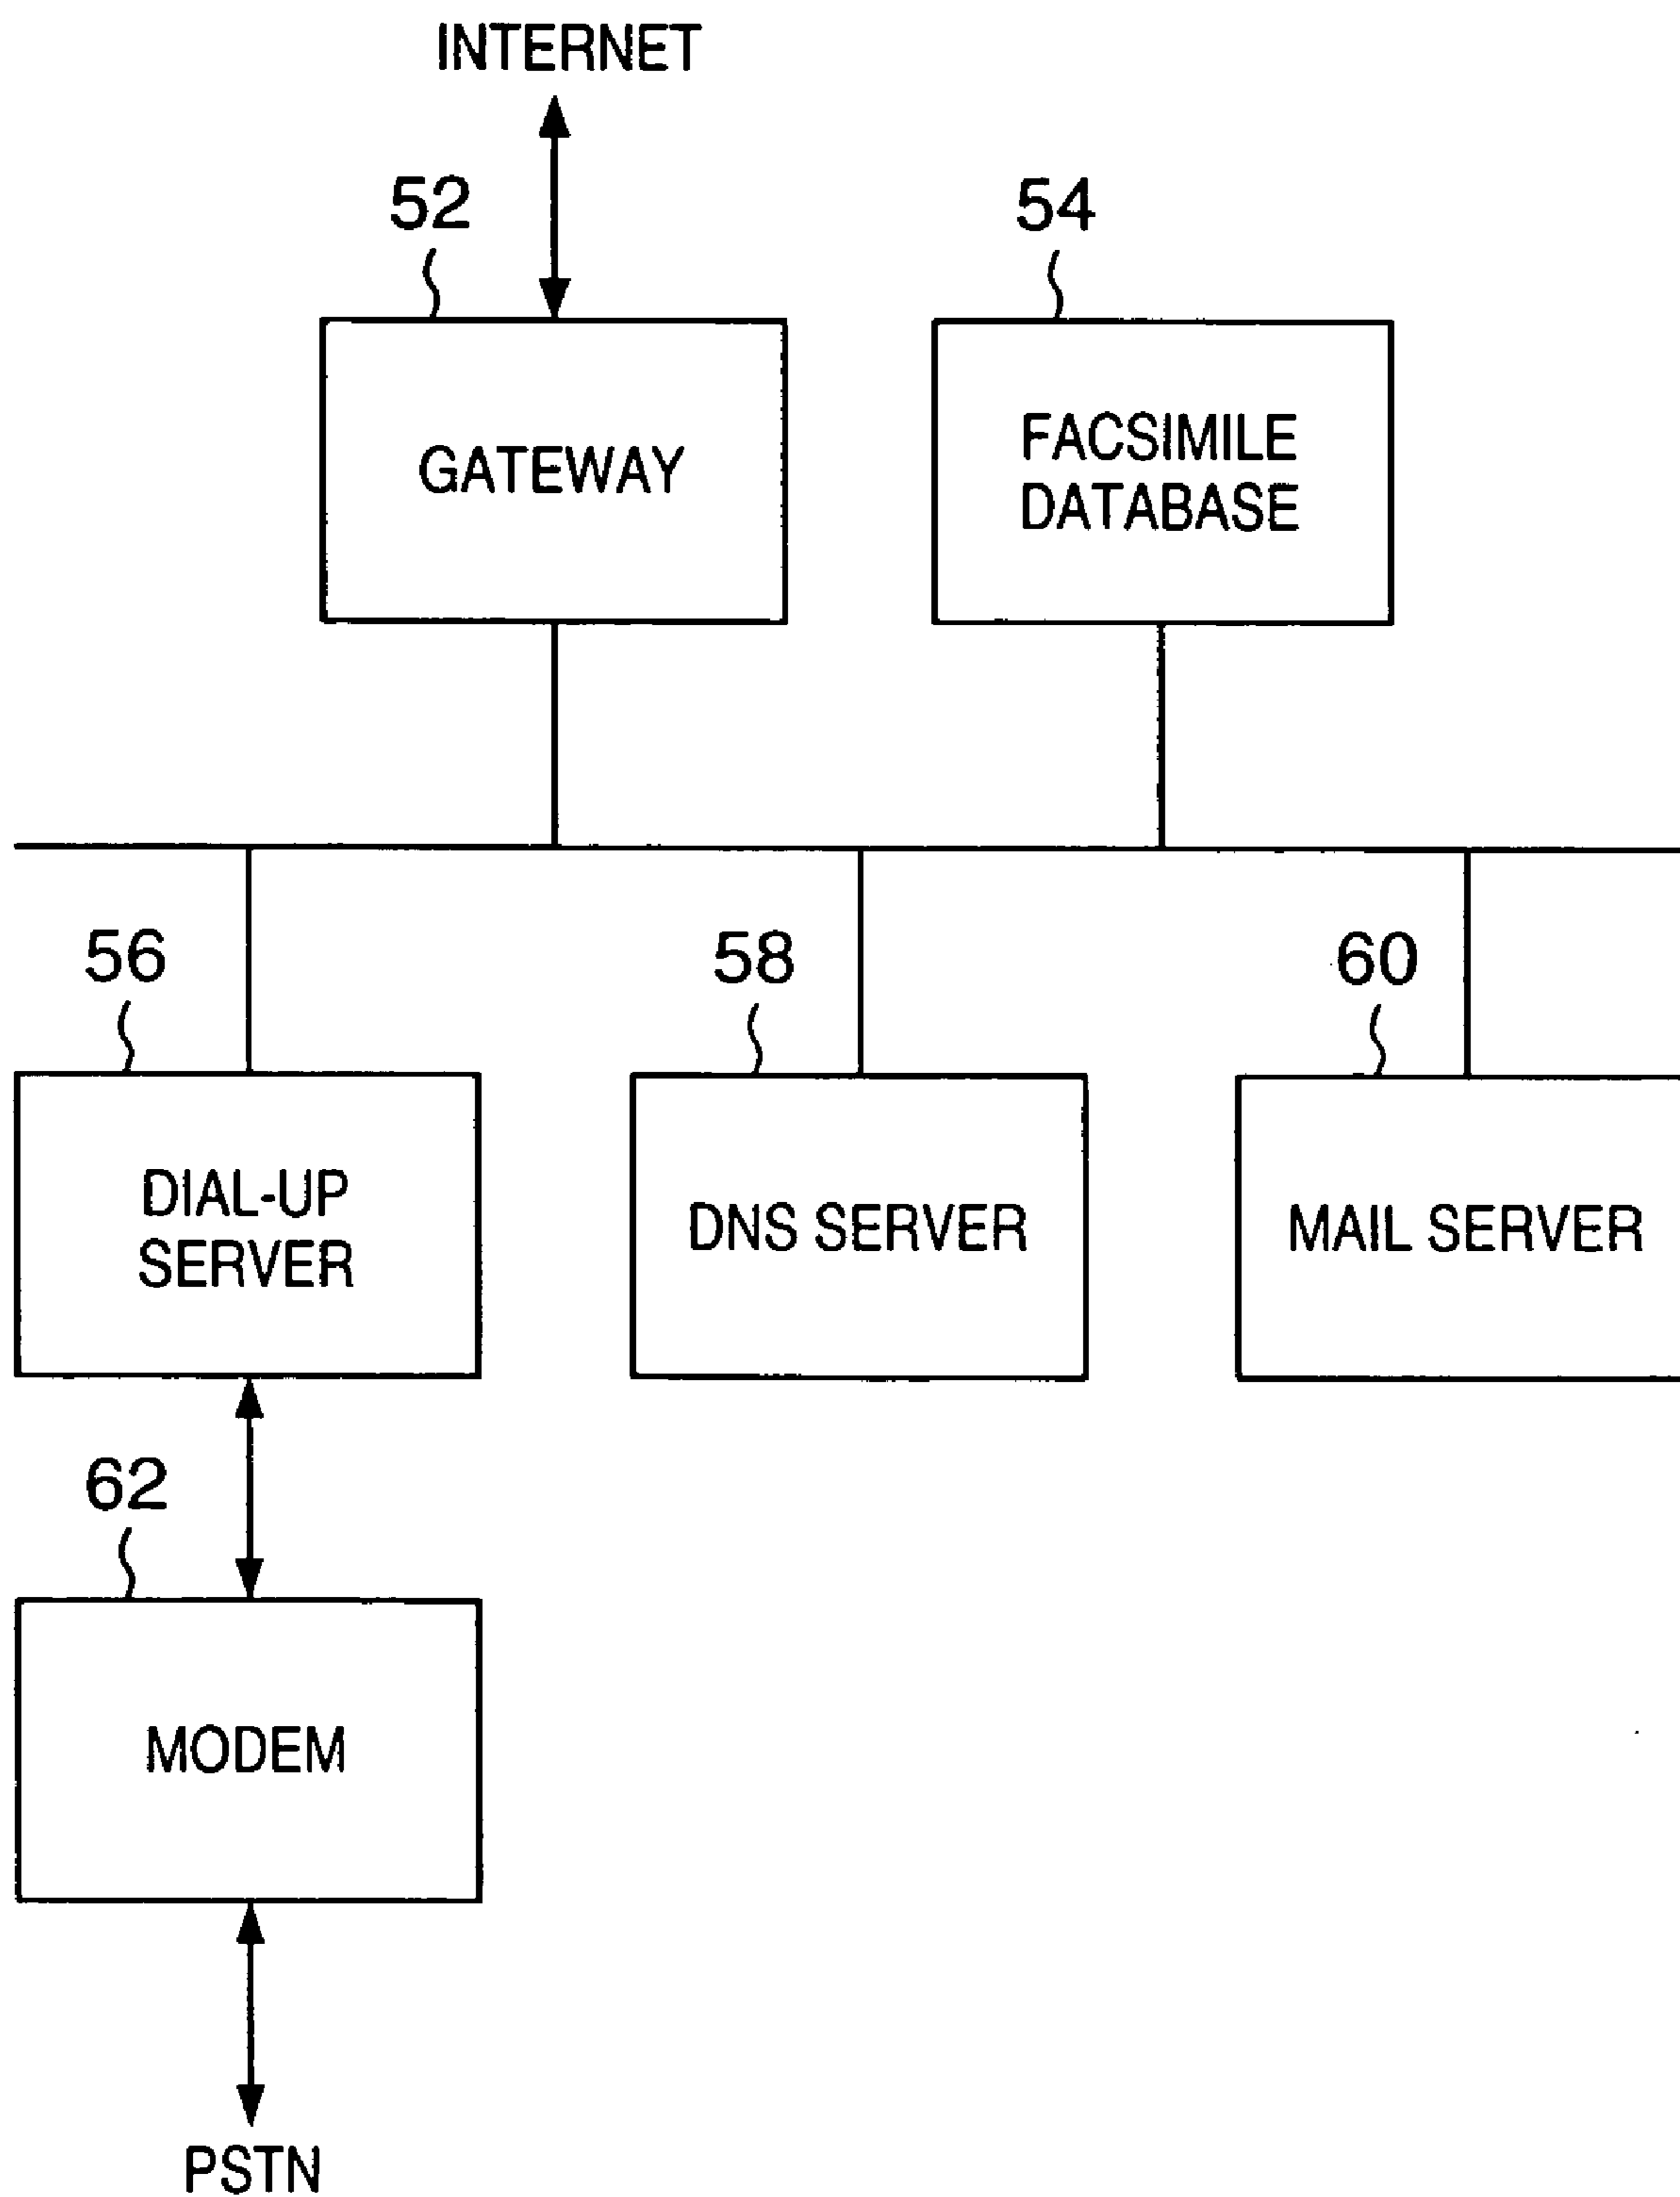 INTERNET
52
54
GATEWAY
FACSIMILE
DATABASE
56
58
60
DIAL-UP
SERVER
DNS SERVER
MAIL SERVER
62
MODEM
PSTN